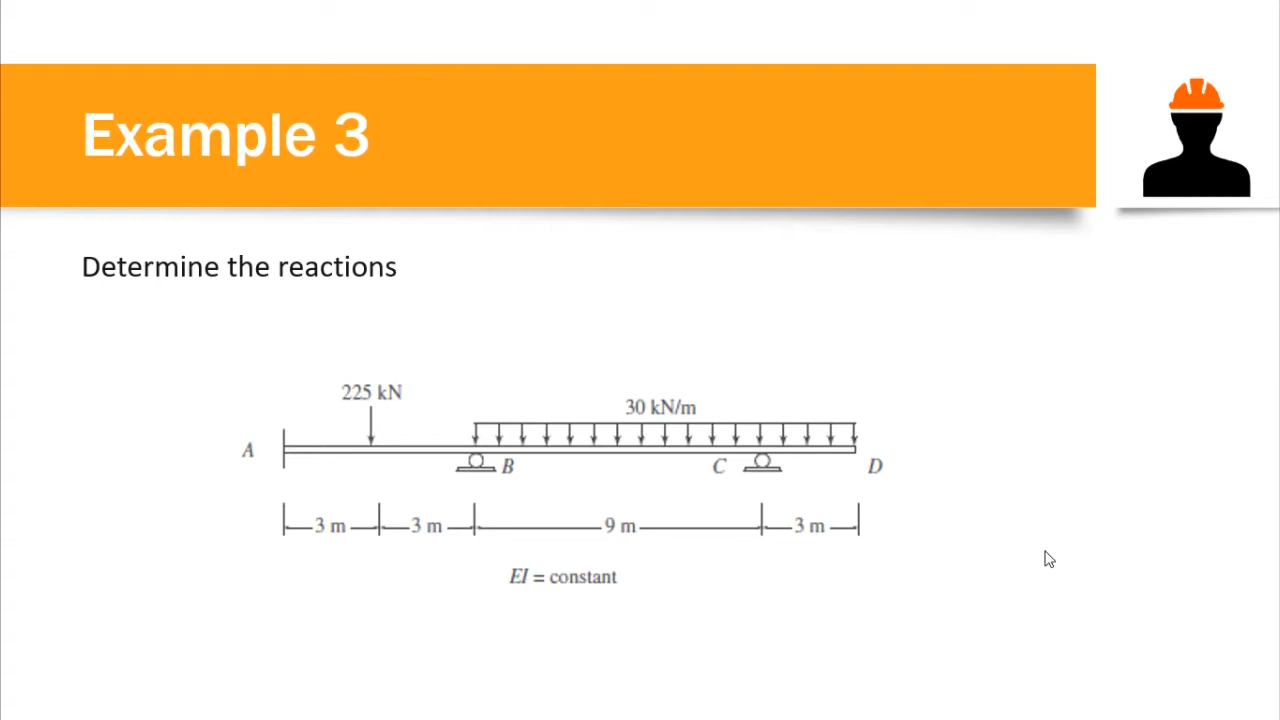 Example 3
Determine the reactions
225 kN
30 kN/m
A
B
C
D
3 m
3 m
9 m
3 m
EI = constant